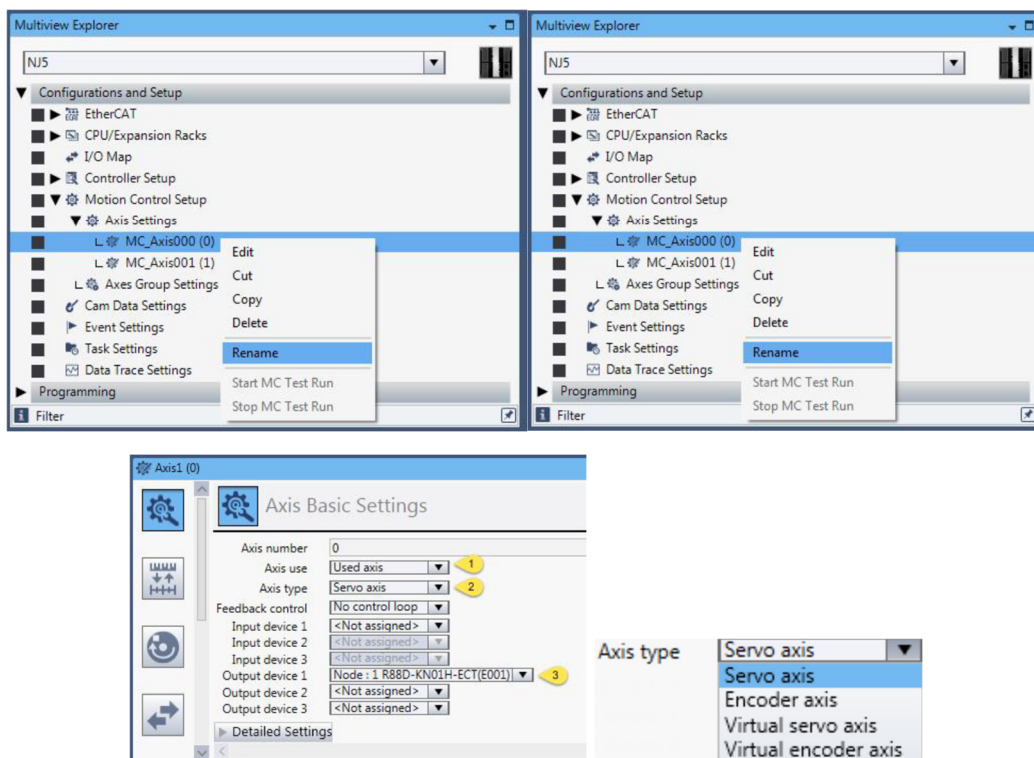 Multiview Explorer
NJ5
Configurations and Setup
EtherCAT
CPU/Expansion Racks
I/O Map
Controller Setup
Motion Control Setup
Axis Settings
MC_Axis000 (0)
MC_Axis001 (1)
Axes Group Settings
Cam Data Settings
Event Settings
Task Settings
Data Trace Settings
Programming
Filter
Edit
Cut
Copy
Delete
Rename
Start MC Test Run
Stop MC Test Run
Multiview Explorer
NJ5
Configurations and Setup
EtherCAT
CPU/Expansion Racks
I/O Map
Controller Setup
Motion Control Setup
Axis Settings
MC_Axis000 (0)
MC_Axis001 (1)
Axes Group Settings
Cam Data Settings
Event Settings
Task Settings
Data Trace Settings
Programming
Filter
Edit
Cut
Copy
Delete
Rename
Start MC Test Run
Stop MC Test Run
Axis1 (0)
Axis Basic Settings
Axis number 0
Axis use Used axis 1
Axis type Servo axis 2
Feedback control No control loop
Input device 1 <Not assigned>
Input device 2 <Not assigned>
Input device 3 <Not assigned>
Output device 1 Node : 1 R88D-KN01H-ECT(E001) 3
Output device 2 <Not assigned>
Output device 3 <Not assigned>
Detailed Settings
Axis type Servo axis
Servo axis
Encoder axis
Virtual servo axis
Virtual encoder axis